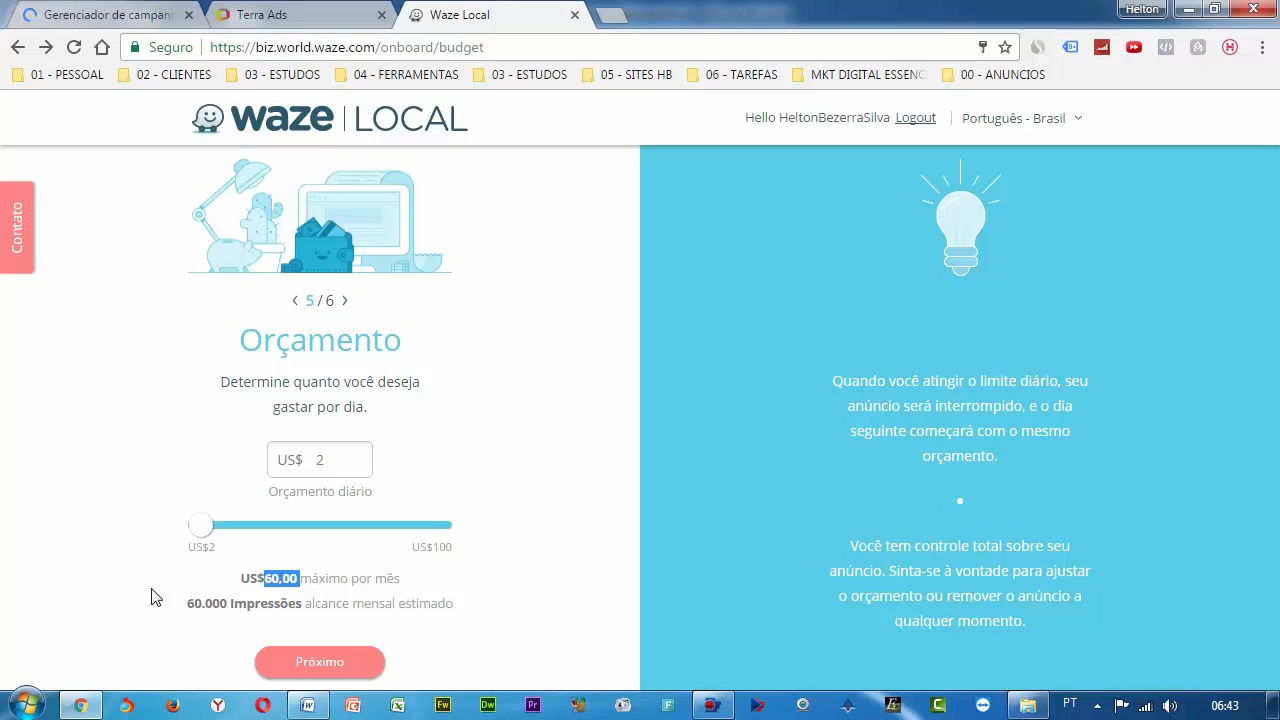 Helton
Gerenciador de campanh
Terra Ads
Waze Local
Seguro
https://biz.world.waze.com/onboard/budget
01 - PESSOAL
02 - CLIENTES
03 - ESTUDOS
04 - FERRAMENTAS
03 - ESTUDOS
05 - SITES HB
06 - TAREFAS
MKT DIGITAL ESSENC
00 - ANUNCIOS
waze | LOCAL
Hello HeltonBezerraSilva Logout
Português - Brasil
Contato
5 / 6
Orçamento
Determine quanto você deseja
gastar por dia.
US$ 2
Orçamento diário
US$2
US$100
US$60,00 máximo por mês
60.000 Impressões alcance mensal estimado
Próximo
Quando você atingir o limite diário, seu
anúncio será interrompido, e o dia
seguinte começará com o mesmo
orçamento.
Você tem controle total sobre seu
anúncio. Sinta-se à vontade para ajustar
o orçamento ou remover o anúncio a
qualquer momento.
Fw
Dw
Pr
PT
06:43